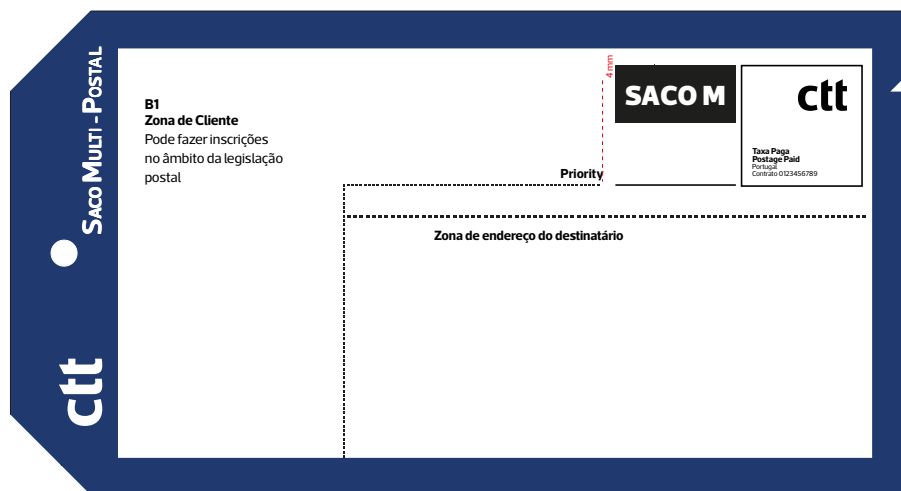 SACO MULTI - POSTAL
ctt
B1
Zona de Cliente
Pode fazer inscrições
no âmbito da legislação
postal
4 mm
SACO M
ctt
Taxa Paga
Postage Paid
Portugal
Contrato 0123456789
Priority
Zona de endereço do destinatário